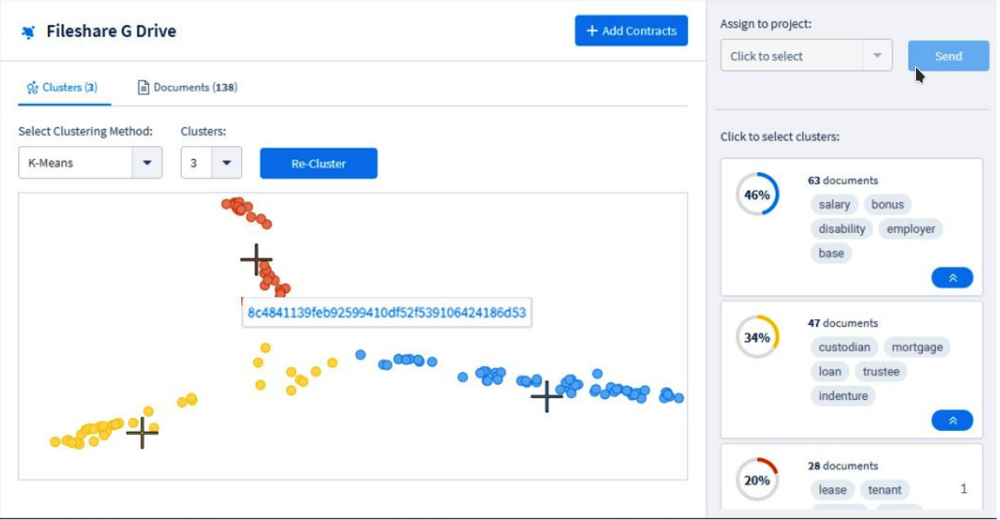 Fileshare G Drive
+ Add Contracts
Clusters (3)
Documents (138)
Select Clustering Method:
Clusters:
K-Means
3
Re-Cluster
8c4841139feb92599410df52f539106424186d53
Assign to project:
Click to select
Send
Click to select clusters:
46%
63 documents
salary bonus
disability employer
base
34%
47 documents
custodian mortgage
loan trustee
indenture
20%
28 documents
lease tenant
1